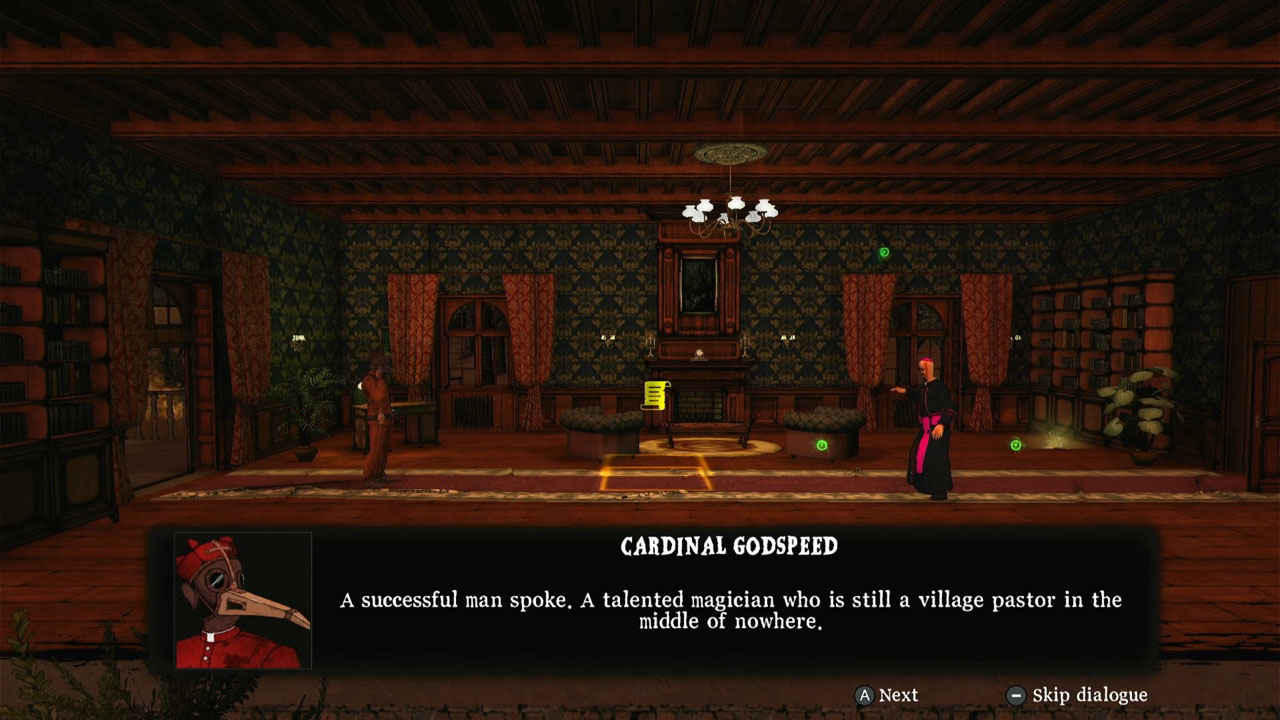 CARDINAL GODSPEED
A successful man spoke. A talented magician who is still a village pastor in the
middle of nowhere.
A Next
Skip dialogue